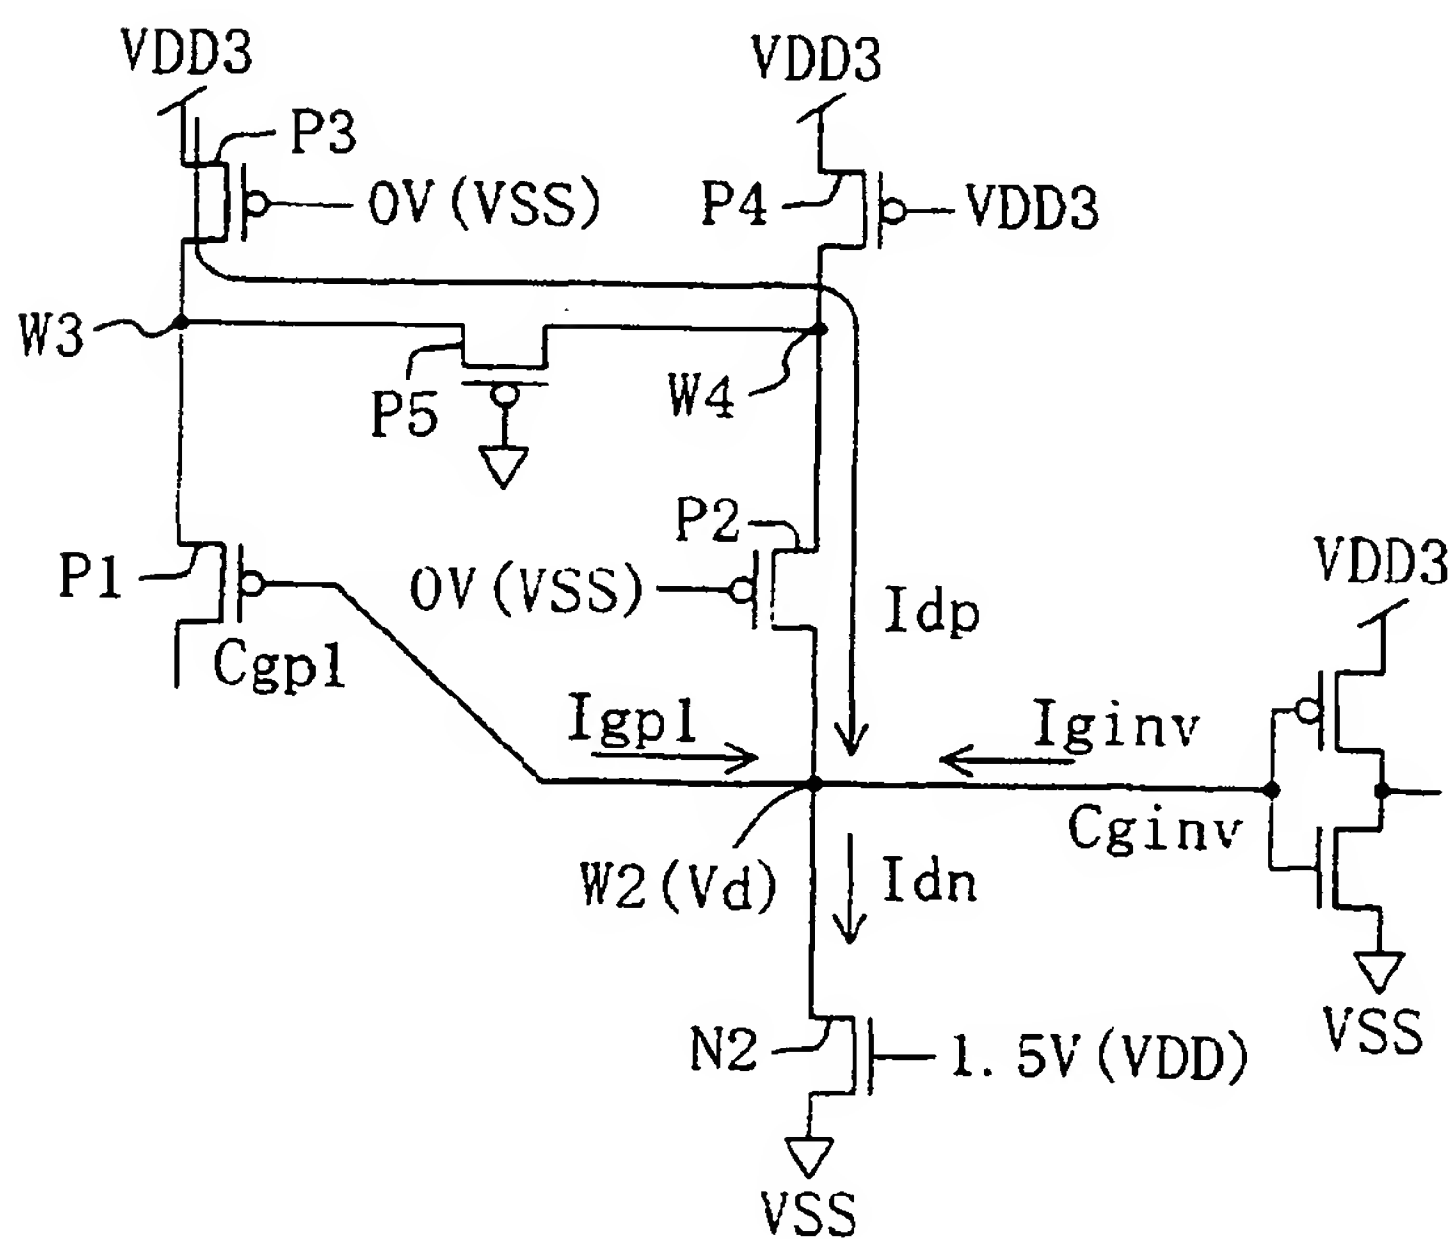 VDD3
VDD3
P3
0V(VSS)
P4
VDD3
W3
P5
W4
P2
P1
0V(VSS)
Idp
VDD3
Cgp1
Igp1
Iginv
Cginv
W2(Vd)
Idn
N2
1.5V(VDD)
VSS
VSS